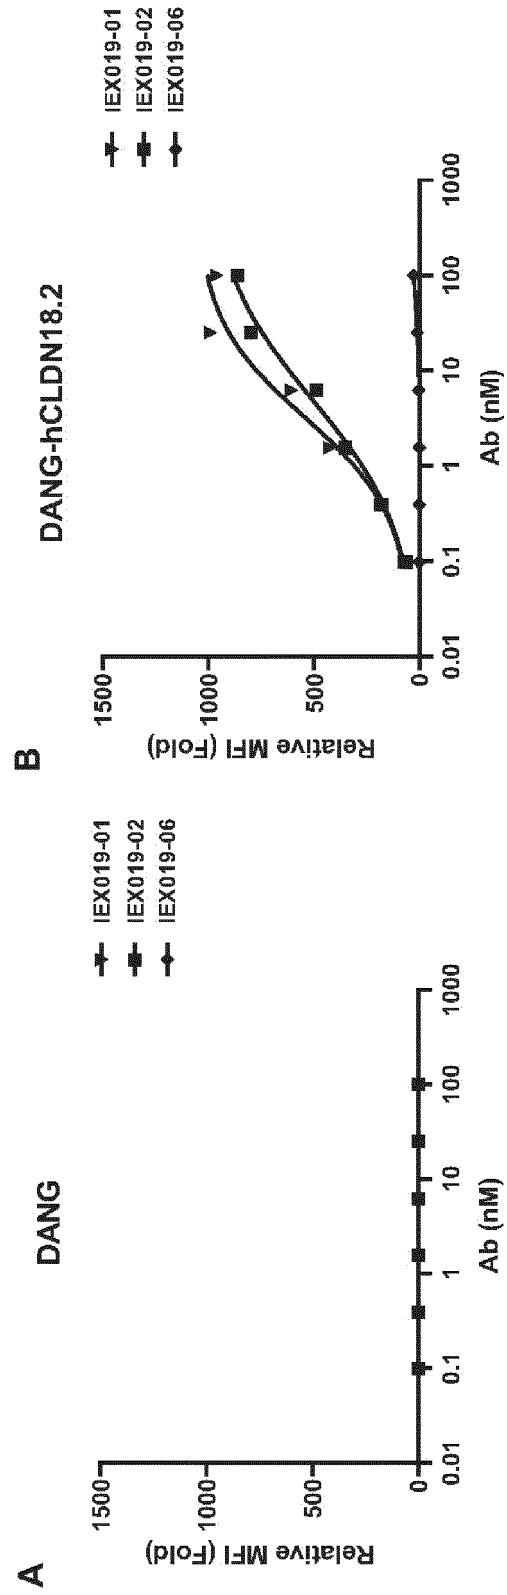 A
DANG
1500
1000
500
0
Relative MFI (Fold)
0.01
0.1
1
10
100
1000
Ab (nM)
IEX019-01
IEX019-02
IEX019-06
B
DANG-hCLDN18.2
1500
1000
500
0
Relative MFI (Fold)
0.01
0.1
1
10
100
1000
Ab (nM)
IEX019-01
IEX019-02
IEX019-06